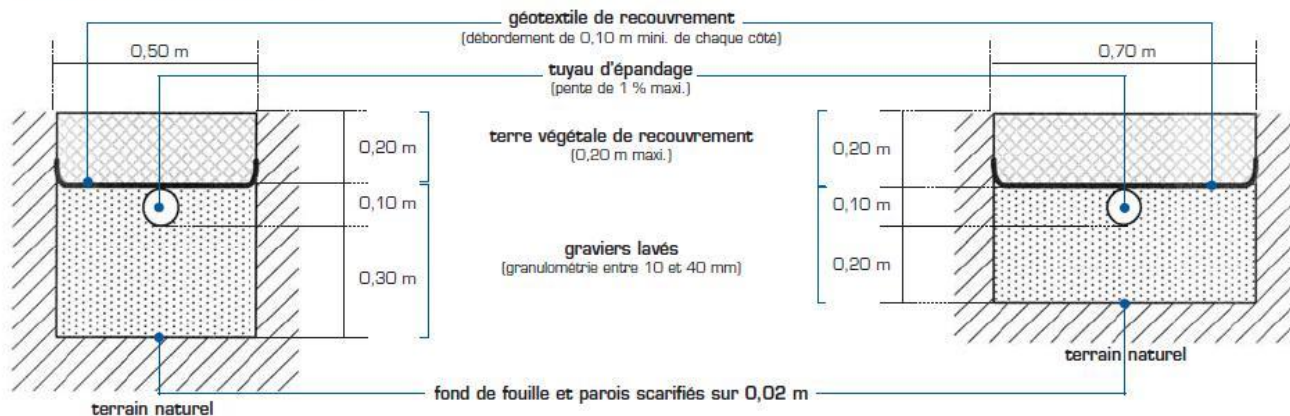 géotextile de recouvrement
(débordement de 0,10 m mini. de chaque côté)
0,50 m
0,70 m
tuyau d'épandage
(pente de 1 % maxi.)
terre végétale de recouvrement
(0,20 m maxi.)
0,20 m
0,20 m
0,10 m
0,10 m
graviers lavés
(granulométrie entre 10 et 40 mm)
0,30 m
0,20 m
terrain naturel
fond de fouille et parois scarifiés sur 0,02 m
terrain naturel